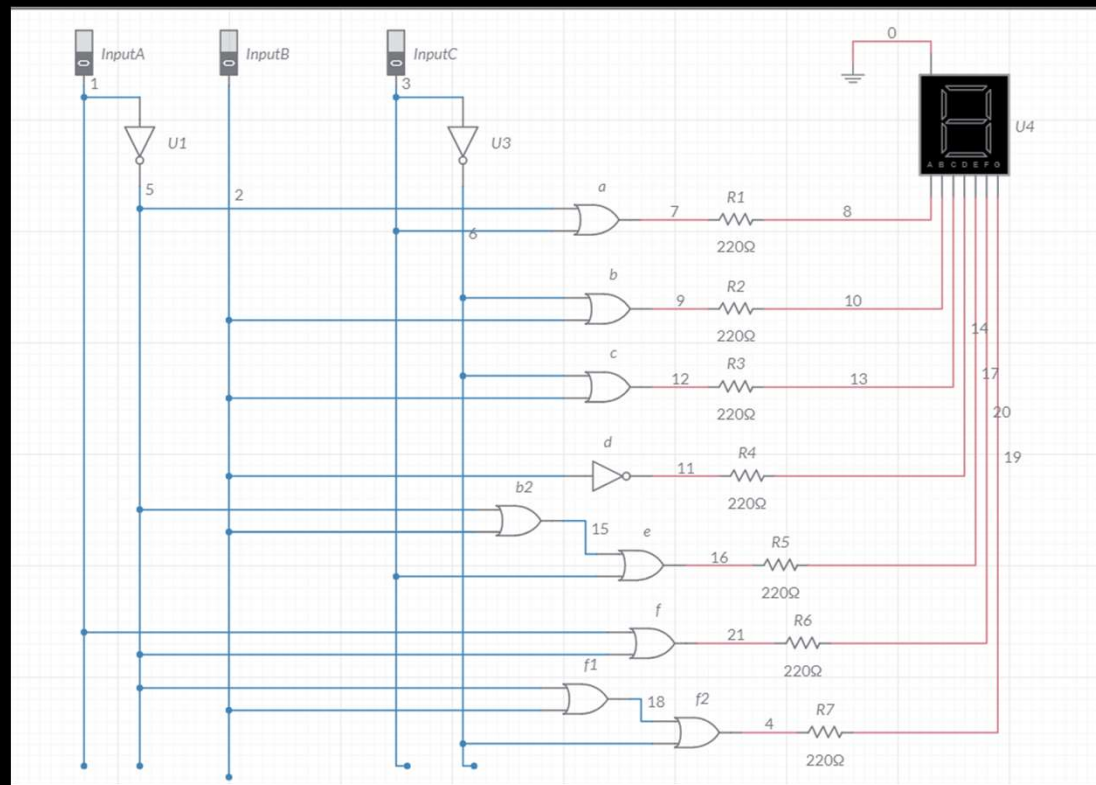 0
InputA
InputB
InputC
1
3
U4
A B C D E F G
U1
U3
5
2
a
R1
7
8
6
220Ω
b
R2
9
10
14
220Ω
c
R3
12
13
17
220Ω
20
d
R4
11
19
b2
220Ω
15
e
R5
16
220Ω
f
R6
21
f1
220Ω
18
f2
R7
4
220Ω